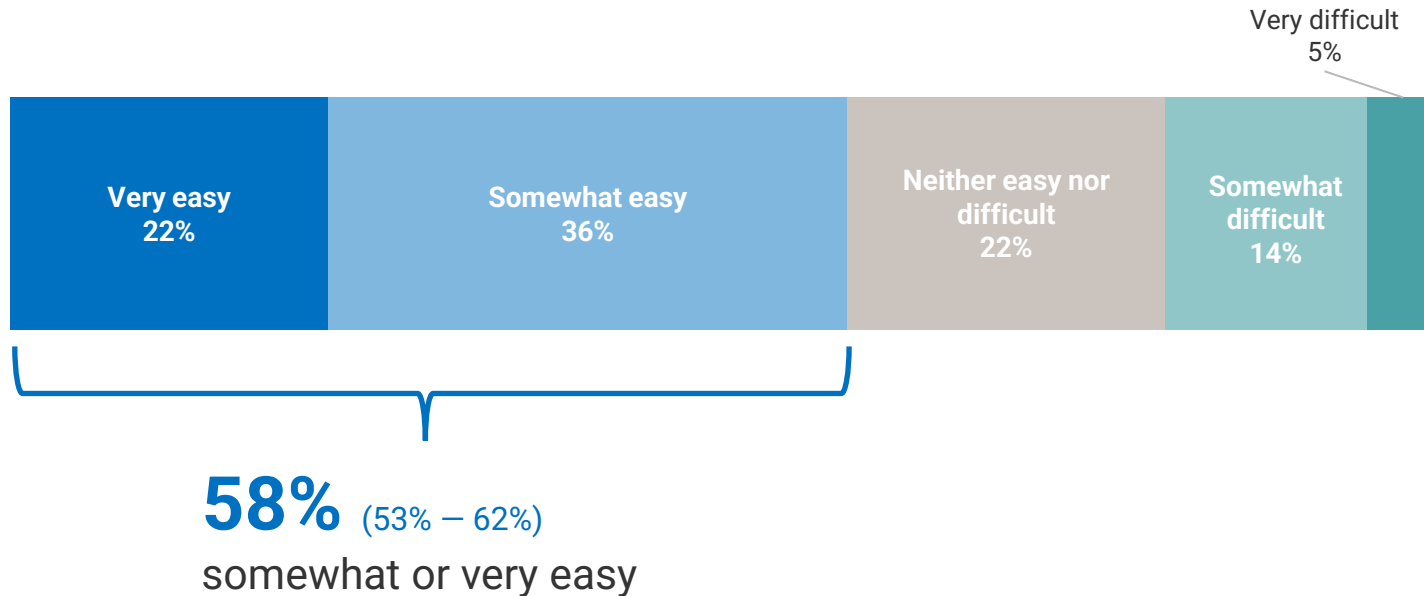 Very difficult
5%
Very easy
22%
Somewhat easy
36%
Neither easy nor
difficult
22%
Somewhat
difficult
14%
58% (53% – 62%)
somewhat or very easy